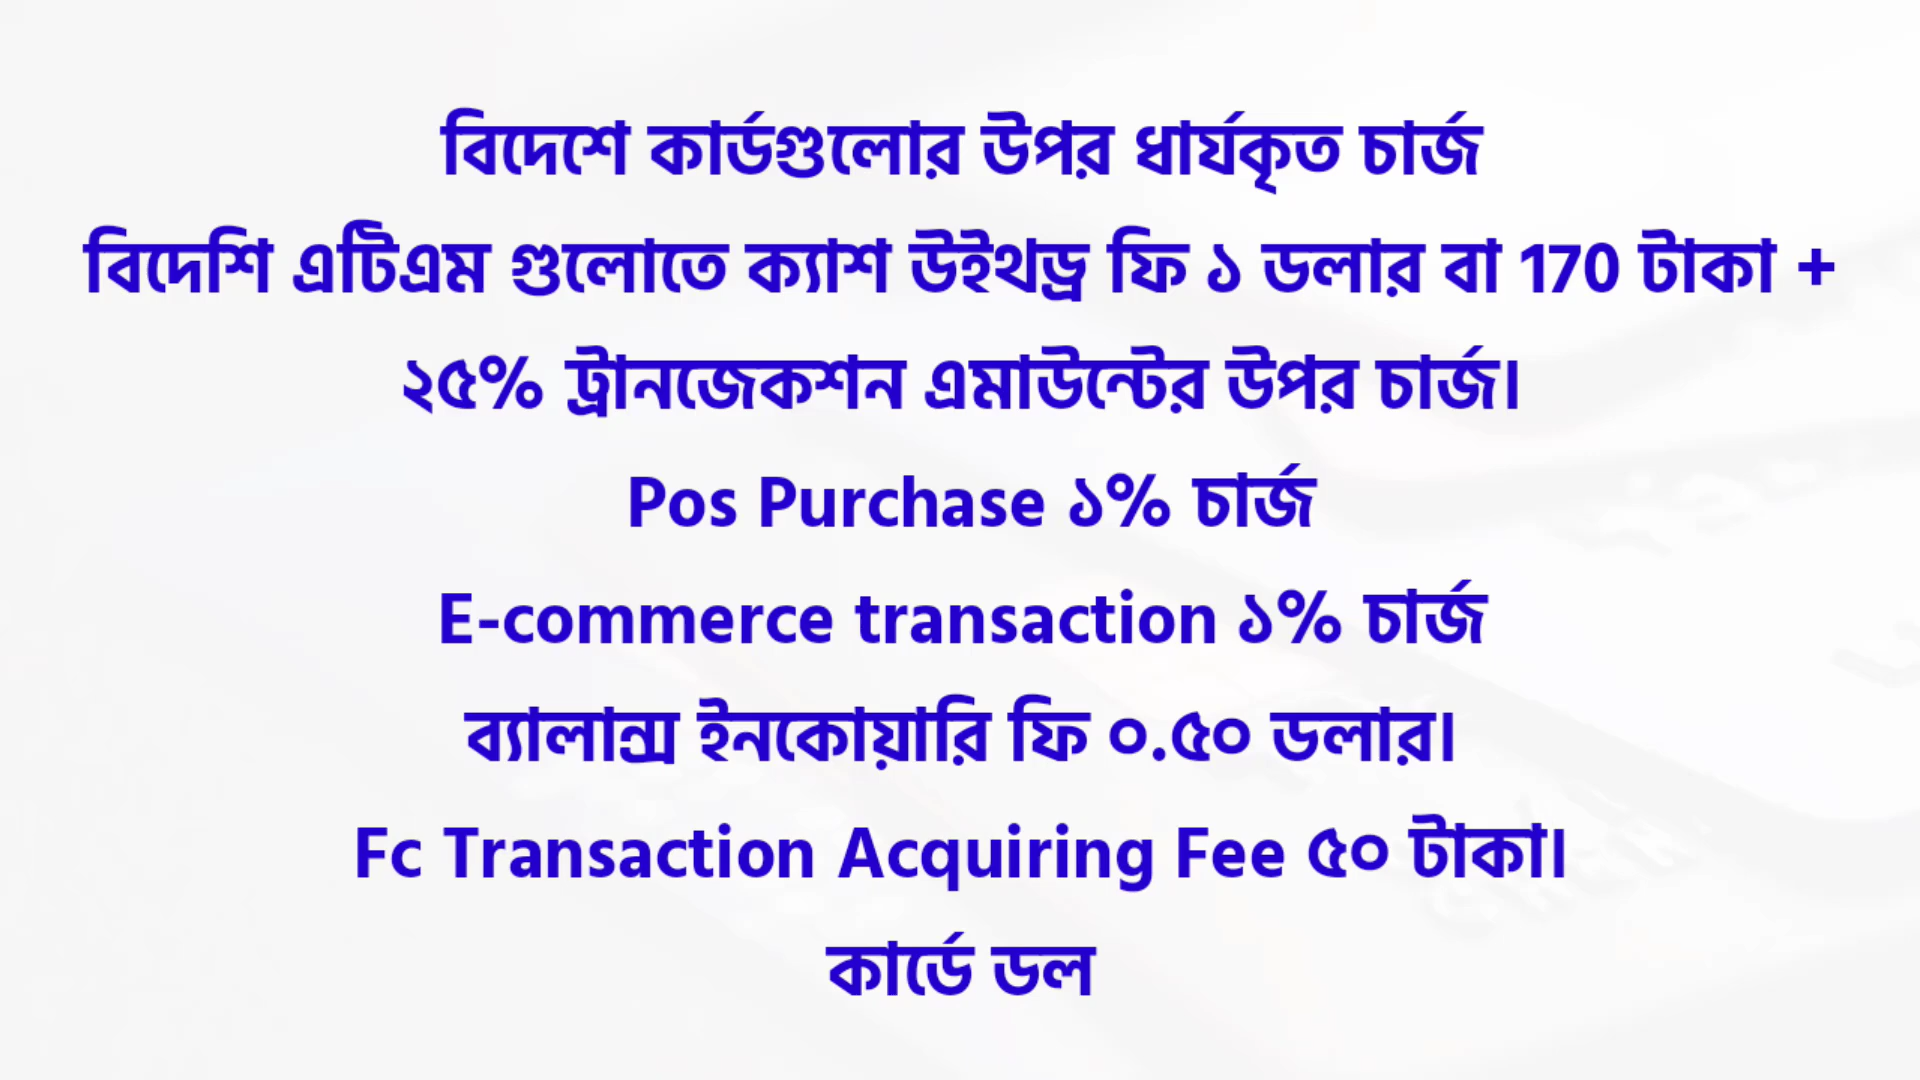 বিদেশে কার্ডগুলোর উপর ধার্যকৃত চার্জ
বিদেশি এটিএম গুলোতে ক্যাশ উইথড্র ফি ১ ডলার বা 170 টাকা +
২৫% ট্রানজেকশন এমাউন্টের উপর চার্জ।
Pos Purchase ১% চার্জ
E-commerce transaction ১% চার্জ
ব্যালান্স ইনকোয়ারি ফি ০.৫০ ডলার।
Fc Transaction Acquiring Fee ৫০ টাকা।
কার্ডে ডল